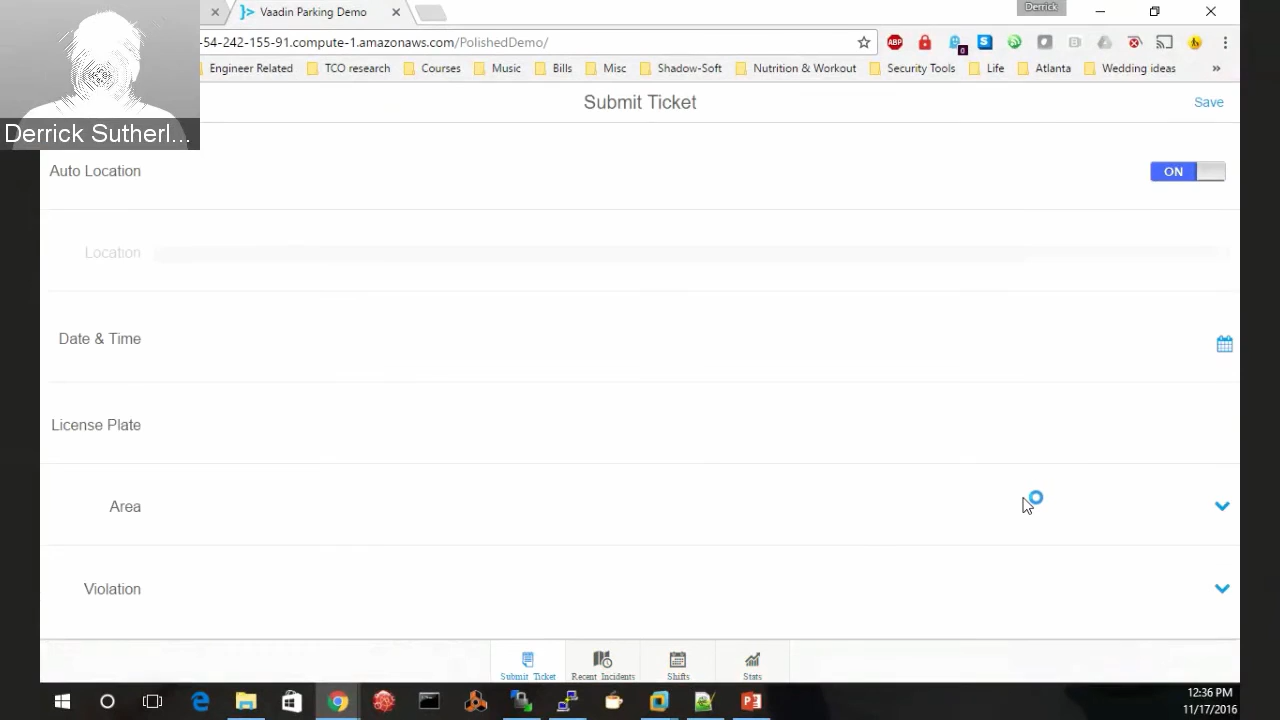 Vaadin Parking Demo
Derrick
-54-242-155-91.compute-1.amazonaws.com/PolishedDemo/
ABP
0
Engineer Related
TCO research
Courses
Music
Bills
Misc
Shadow-Soft
Nutrition & Workout
Security Tools
Life
Atlanta
Wedding ideas
»
Derrick Sutherl...
Submit Ticket
Save
Auto Location
ON
Location
Date & Time
License Plate
Area
Violation
Submit Ticket
Recent Incidents
Shifts
Stats
12:36 PM
11/17/2016